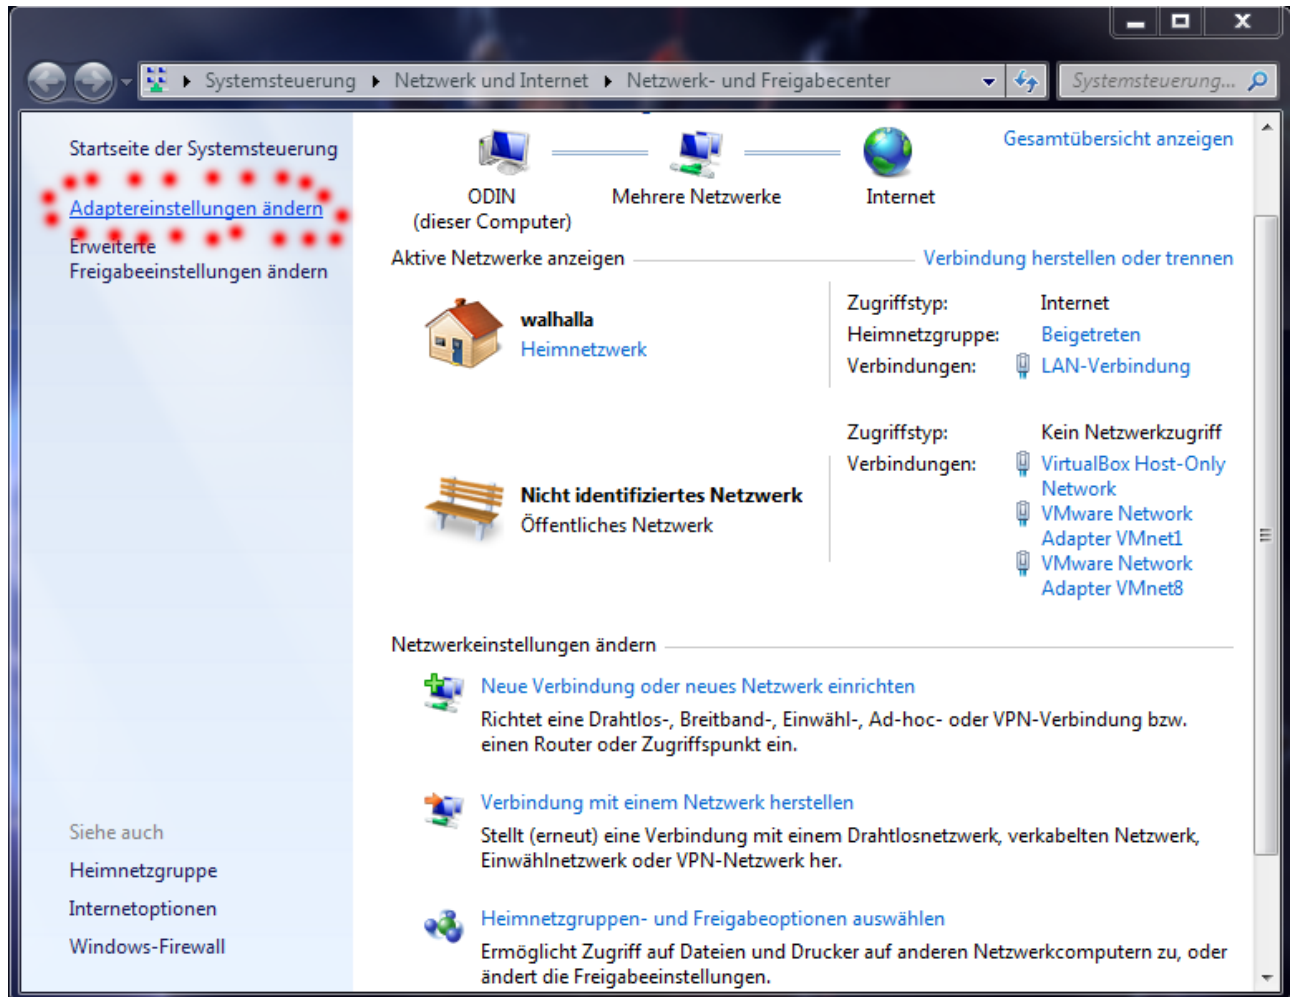 Systemsteuerung ▸ Netzwerk und Internet ▸ Netzwerk- und Freigabecenter
Systemsteuerung...
Startseite der Systemsteuerung
Adaptereinstellungen ändern
Erweiterte
Freigabeeinstellungen ändern
Siehe auch
Heimnetzgruppe
Internetoptionen
Windows-Firewall
Gesamtübersicht anzeigen
ODIN
(dieser Computer)
Mehrere Netzwerke
Internet
Aktive Netzwerke anzeigen
Verbindung herstellen oder trennen
walhalla
Heimnetzwerk
Zugriffstyp: Internet
Heimnetzgruppe: Beigetreten
Verbindungen: LAN-Verbindung
Nicht identifiziertes Netzwerk
Öffentliches Netzwerk
Zugriffstyp: Kein Netzwerkzugriff
Verbindungen: VirtualBox Host-Only
Network
VMware Network
Adapter VMnet1
VMware Network
Adapter VMnet8
Netzwerkeinstellungen ändern
Neue Verbindung oder neues Netzwerk einrichten
Richtet eine Drahtlos-, Breitband-, Einwähl-, Ad-hoc- oder VPN-Verbindung bzw.
einen Router oder Zugriffspunkt ein.
Verbindung mit einem Netzwerk herstellen
Stellt (erneut) eine Verbindung mit einem Drahtlosnetzwerk, verkabelten Netzwerk,
Einwählnetzwerk oder VPN-Netzwerk her.
Heimnetzgruppen- und Freigabeoptionen auswählen
Ermöglicht Zugriff auf Dateien und Drucker auf anderen Netzwerkcomputern zu, oder
ändert die Freigabeeinstellungen.